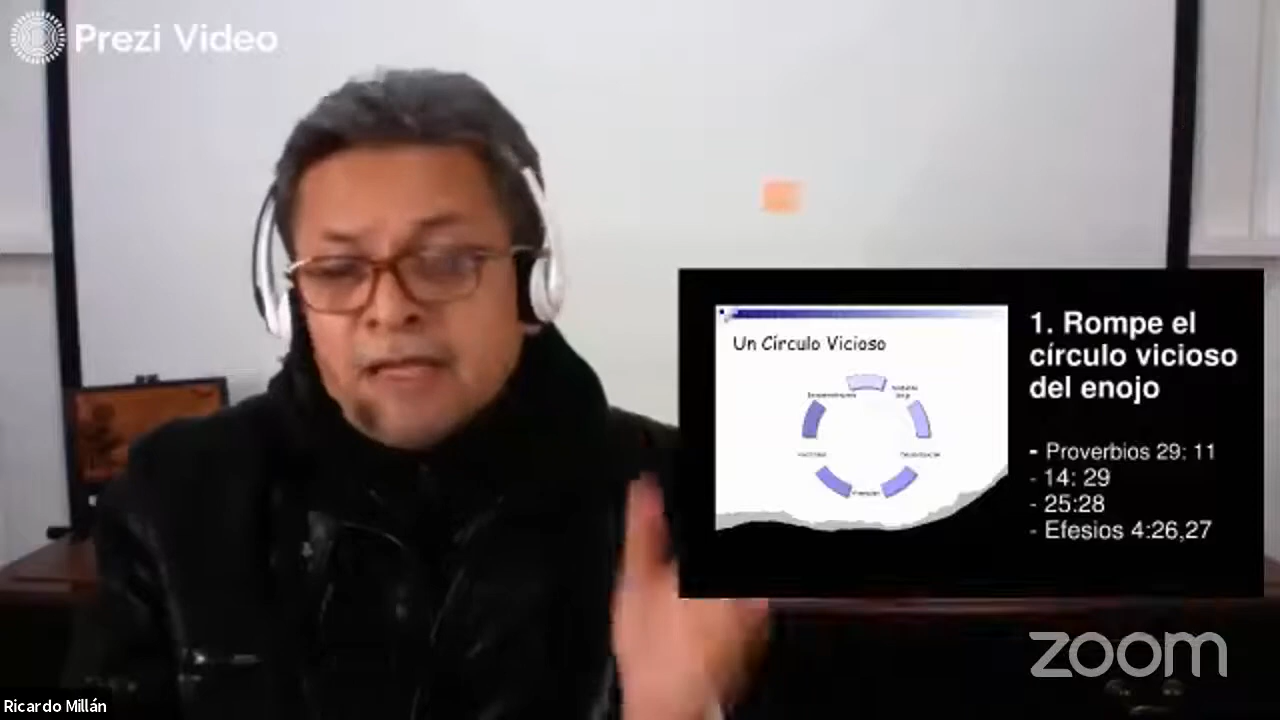 Prezi Video
Un Círculo Vicioso
1. Rompe el
círculo vicioso
del enojo
- Proverbios 29: 11
- 14: 29
- 25:28
- Efesios 4:26,27
zoom
Ricardo Millán